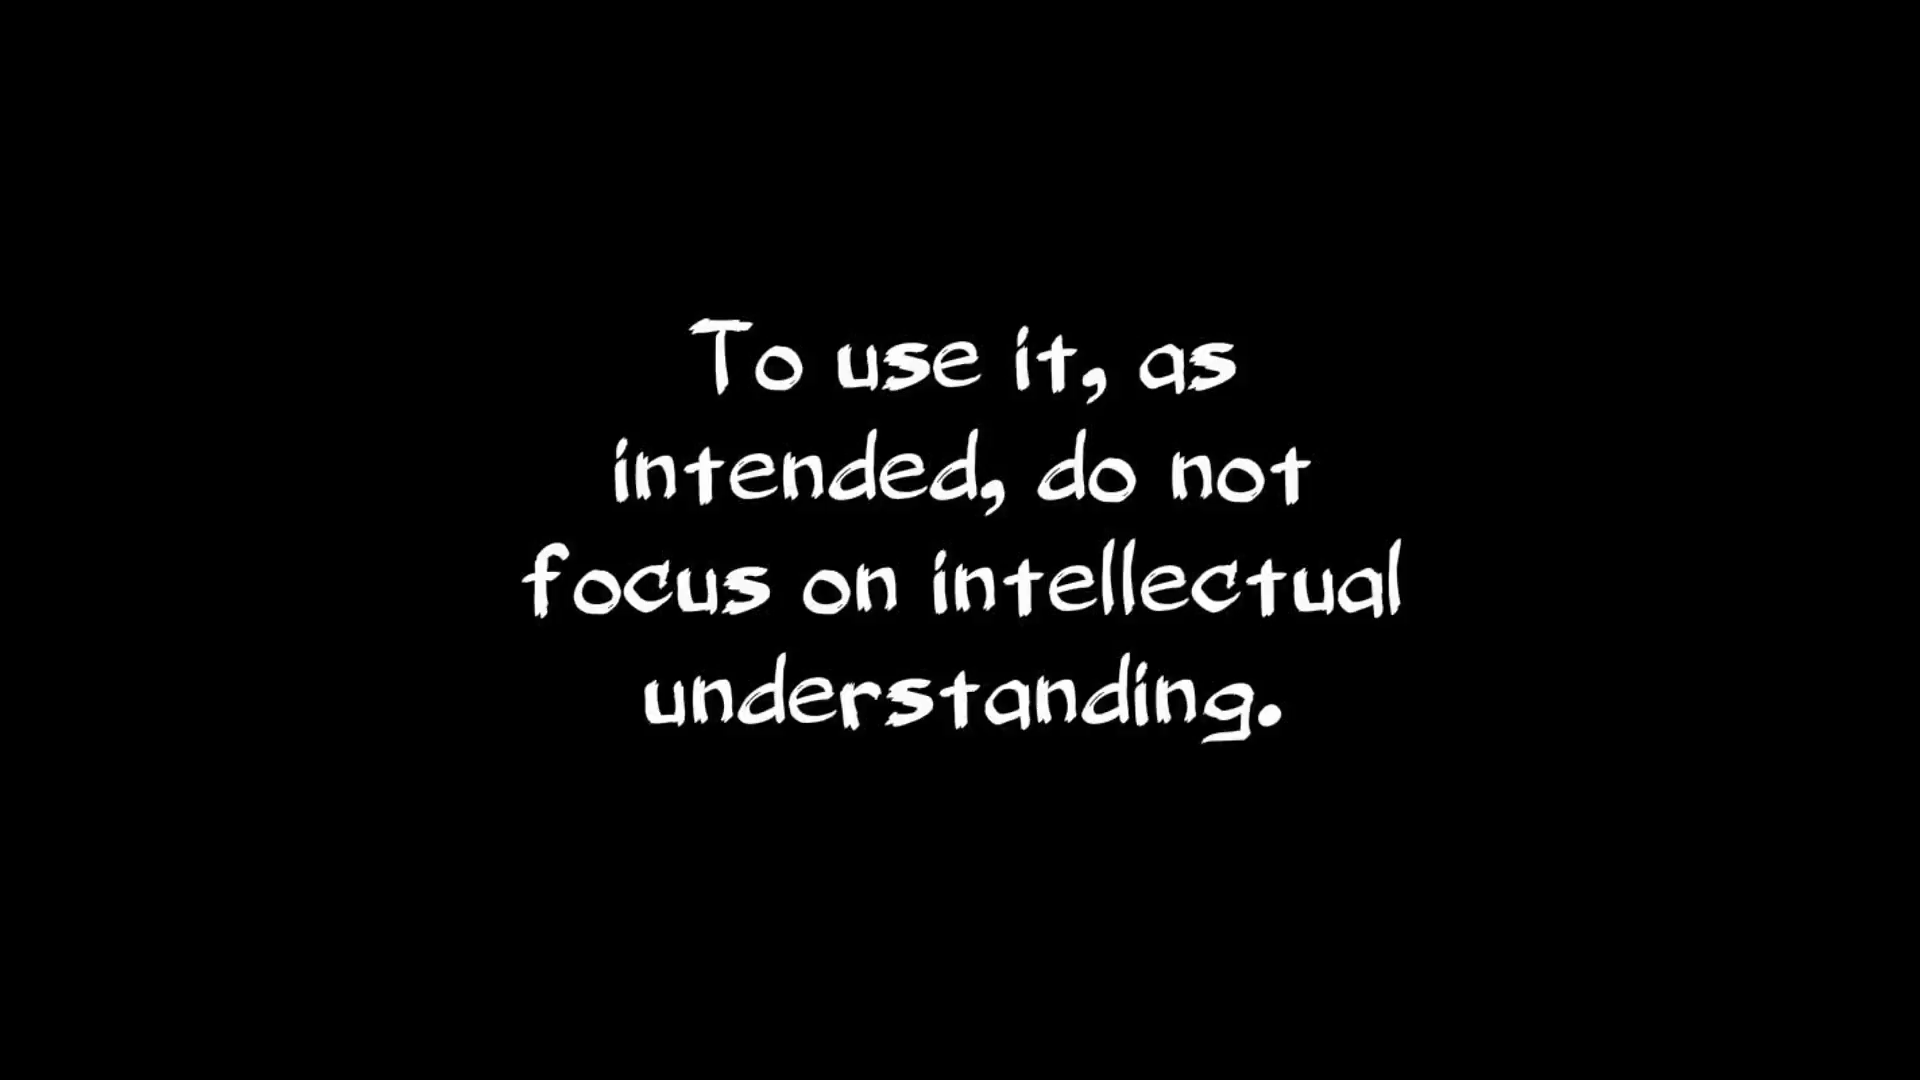 To use it, as
intended, do not
focus on intellectual
understanding.